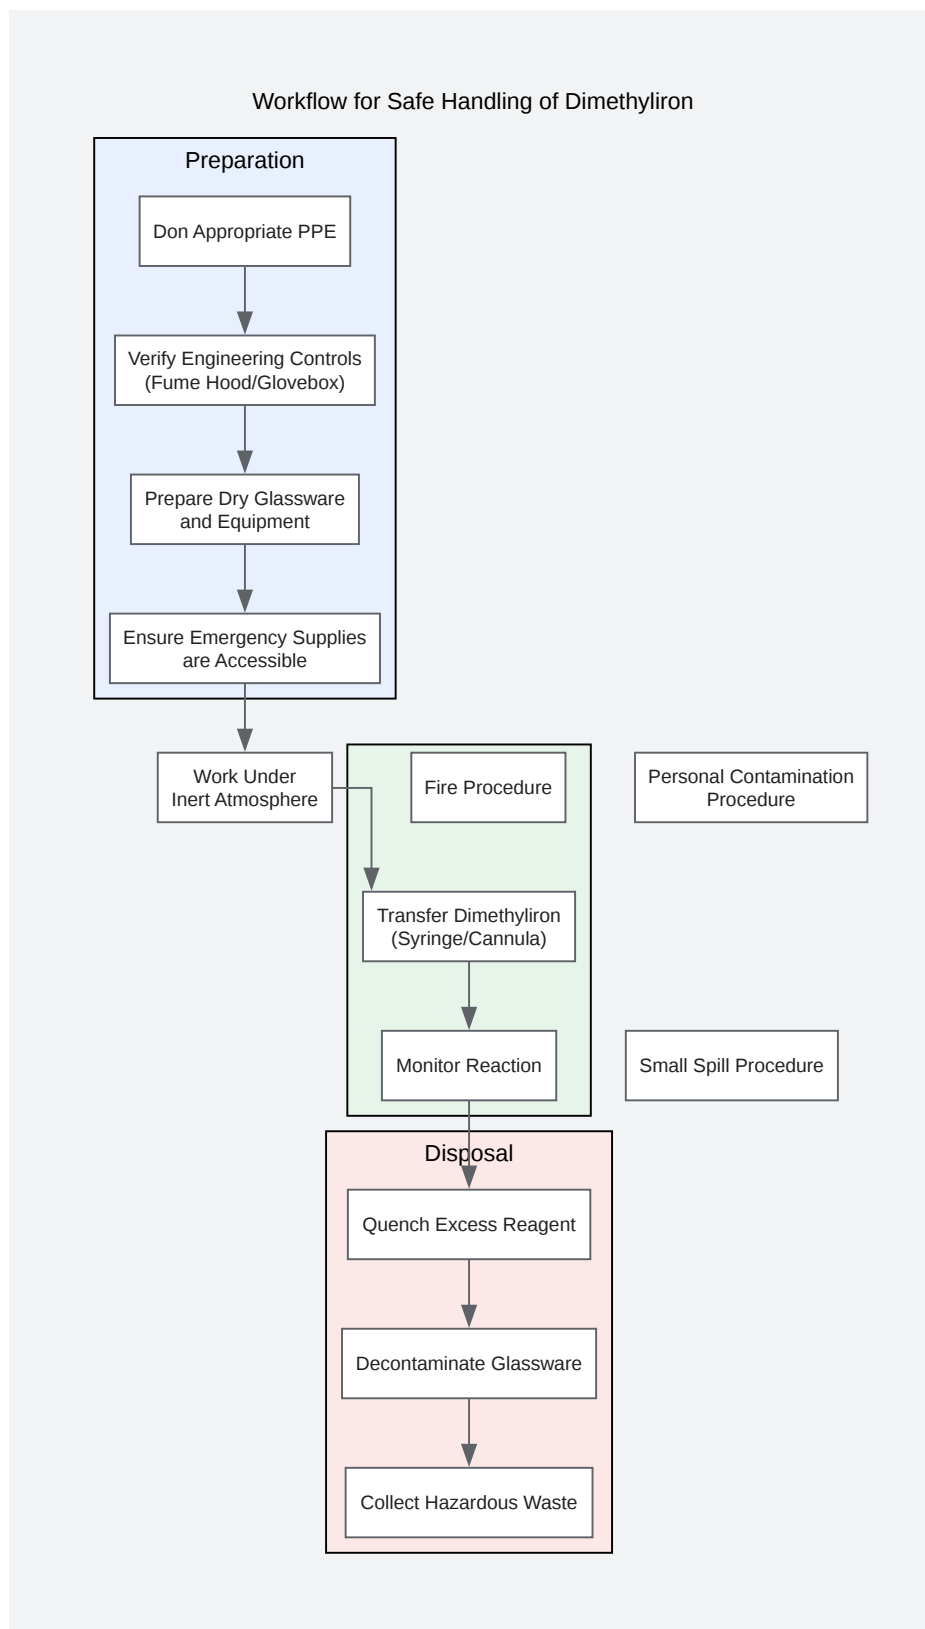 Workflow for Safe Handling of Dimethyliron
Preparation
Don Appropriate PPE
Verify Engineering Controls
(Fume Hood/Glovebox)
Prepare Dry Glassware
and Equipment
Ensure Emergency Supplies
are Accessible
Work Under
Inert Atmosphere
Fire Procedure
Personal Contamination
Procedure
Transfer Dimethyliron
(Syringe/Cannula)
Monitor Reaction
Small Spill Procedure
Disposal
Quench Excess Reagent
Decontaminate Glassware
Collect Hazardous Waste